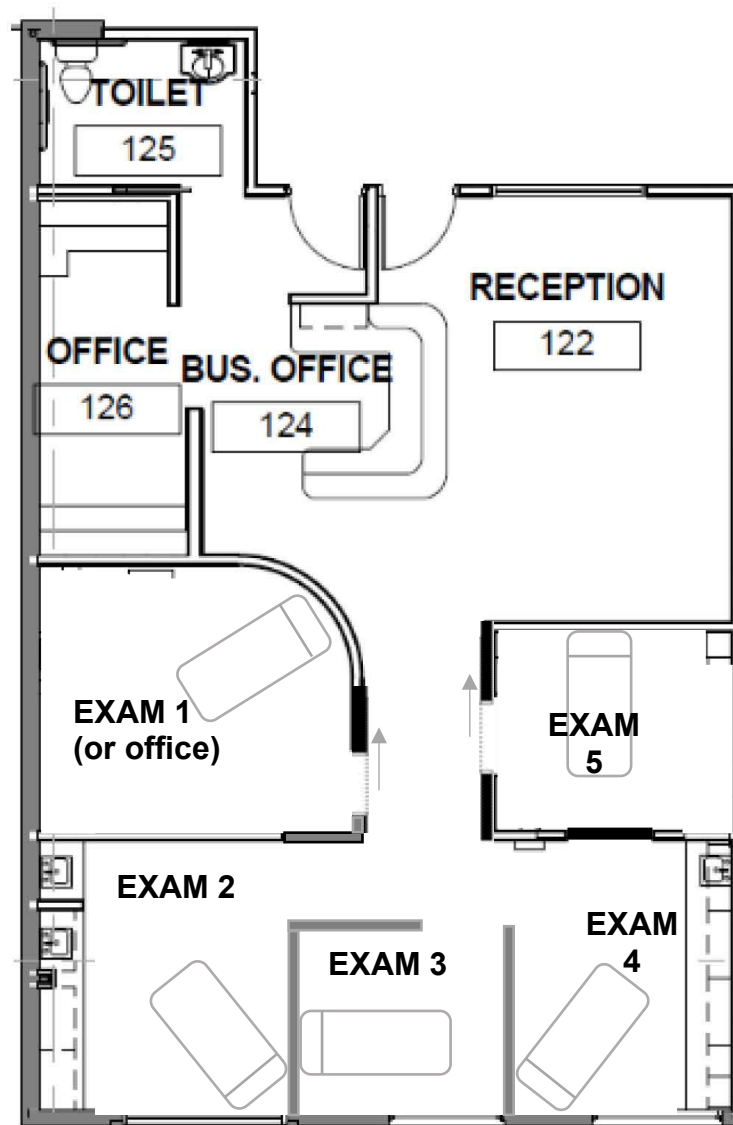 TOILET
125
RECEPTION
122
OFFICE
126
BUS. OFFICE
124
EXAM 1
(or office)
EXAM
5
EXAM 2
EXAM 3
EXAM
4